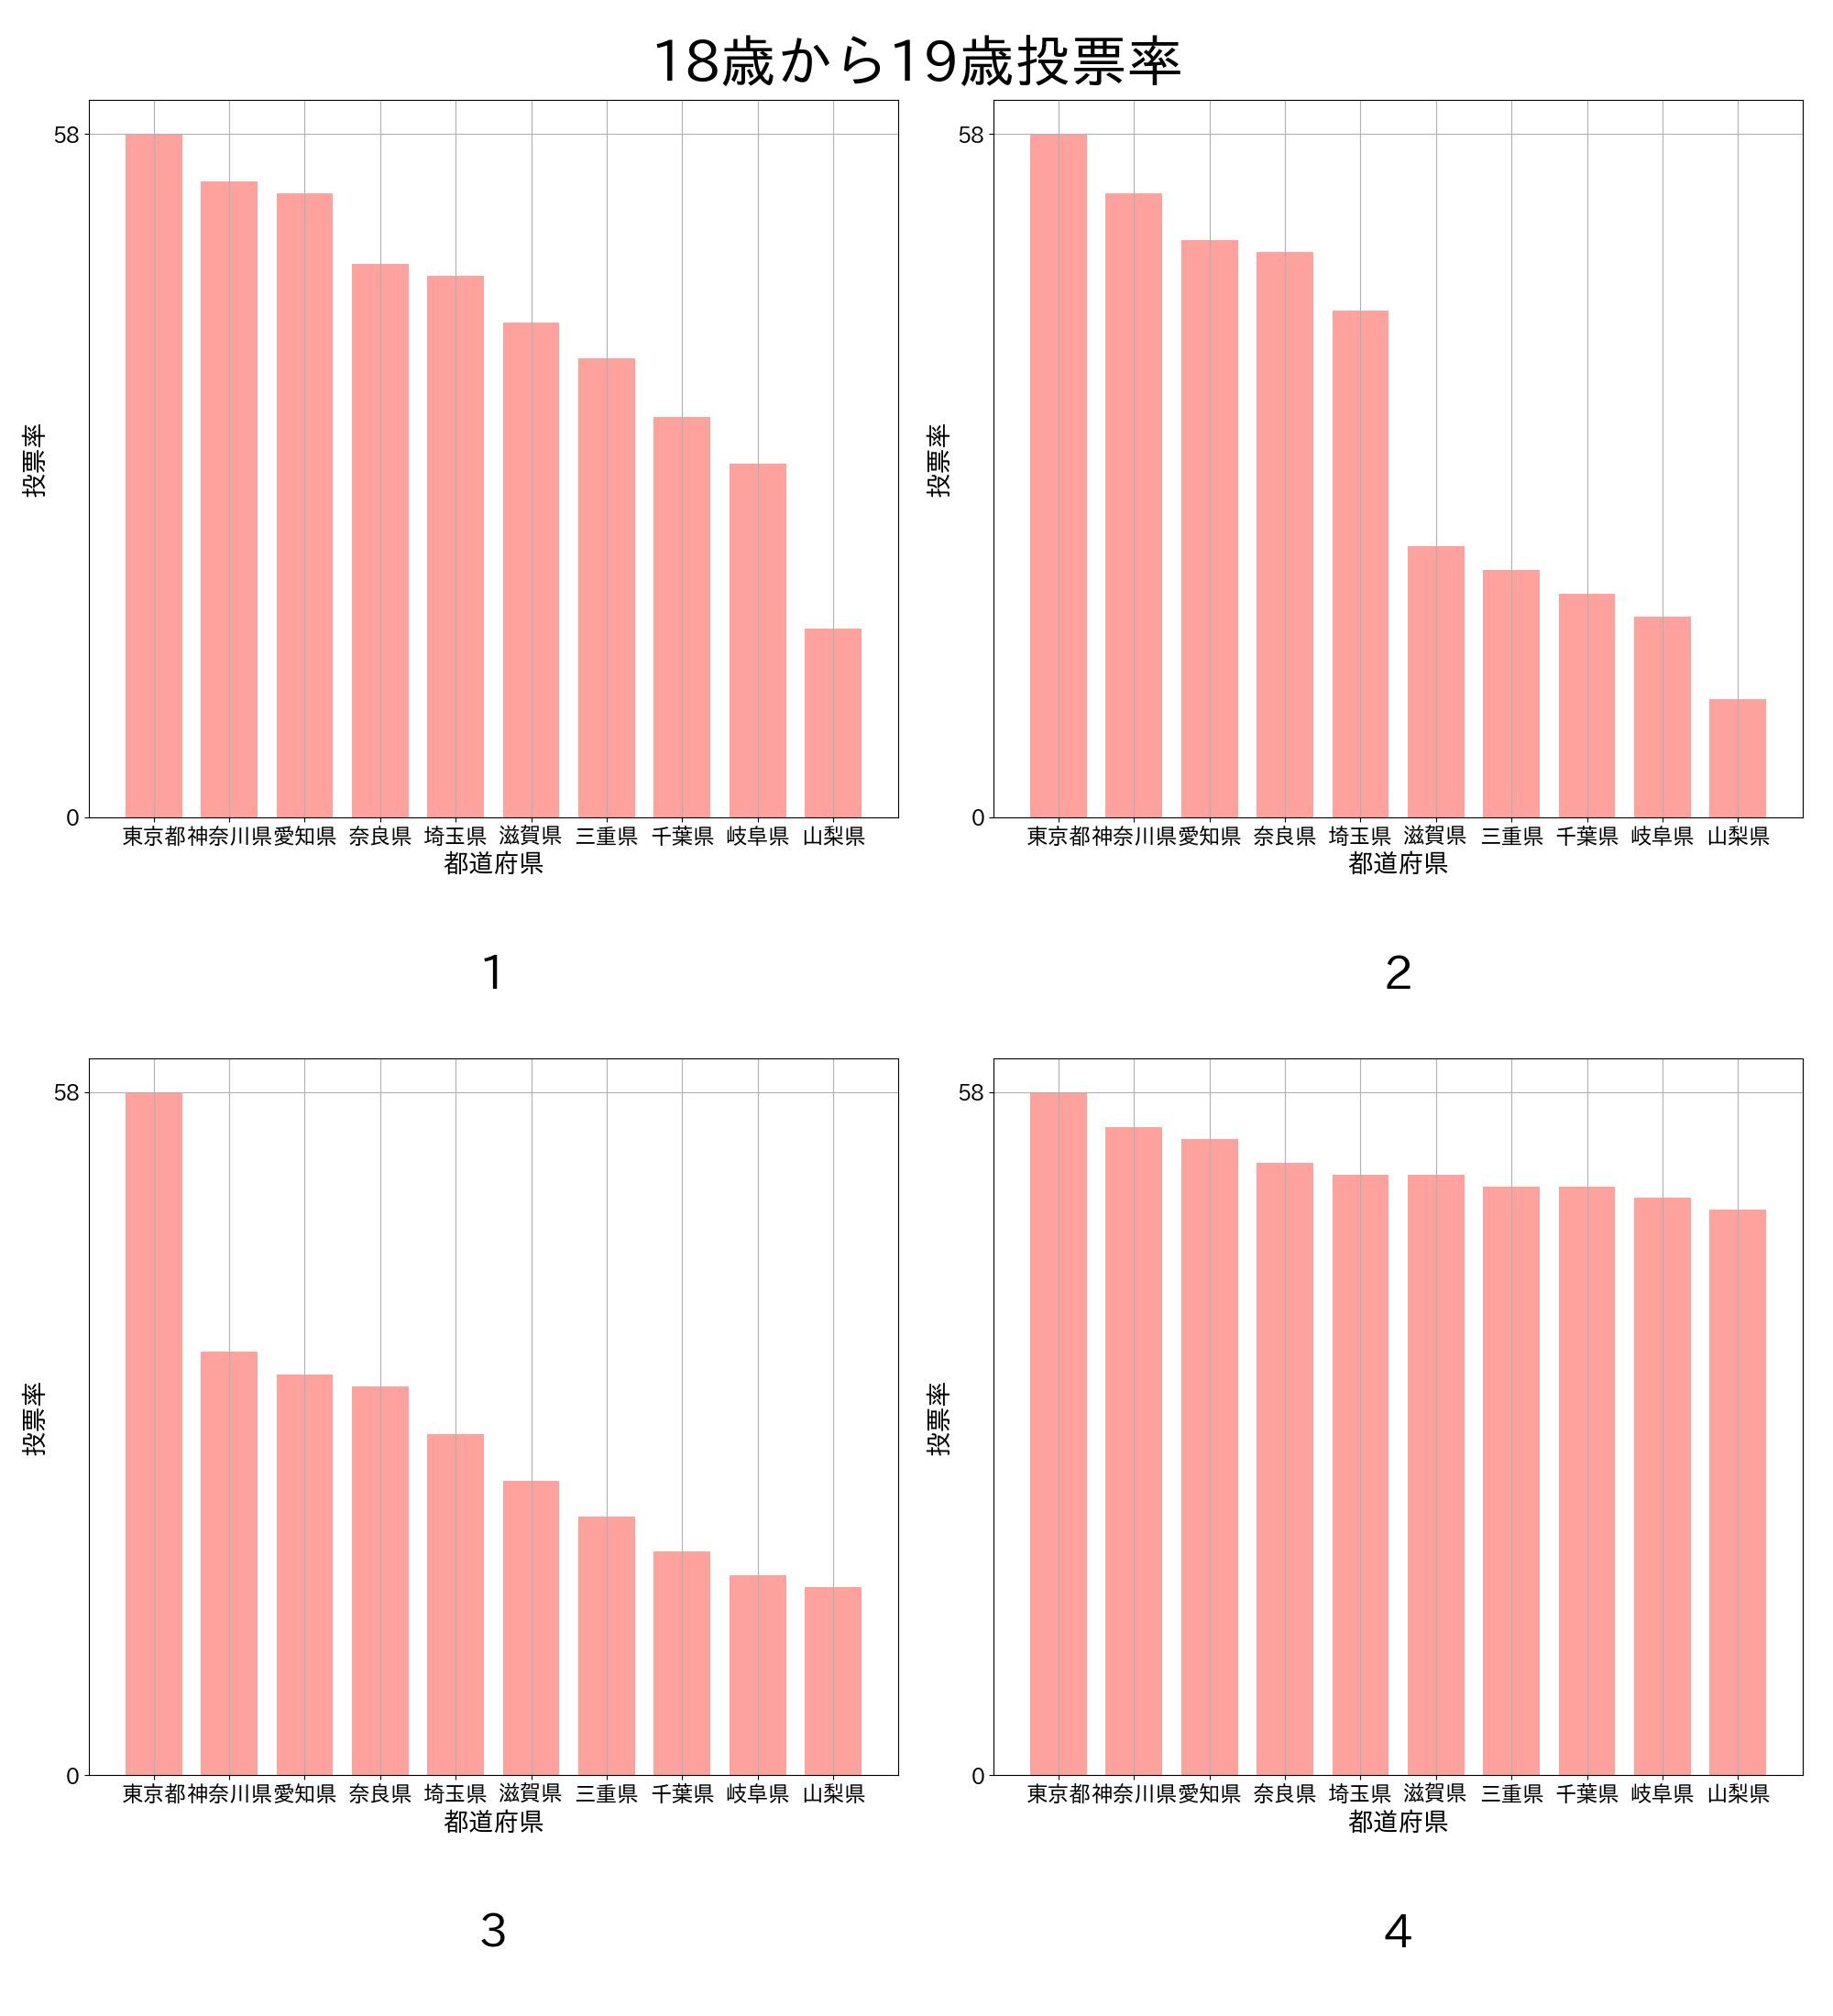 18歳から19歳投票率
58
0
投票率
東京都 神奈川県 愛知県 奈良県 埼玉県 滋賀県 三重県 千葉県 岐阜県 山梨県
都道府県
1
58
0
投票率
東京都 神奈川県 愛知県 奈良県 埼玉県 滋賀県 三重県 千葉県 岐阜県 山梨県
都道府県
2
58
0
投票率
東京都 神奈川県 愛知県 奈良県 埼玉県 滋賀県 三重県 千葉県 岐阜県 山梨県
都道府県
3
58
0
投票率
東京都 神奈川県 愛知県 奈良県 埼玉県 滋賀県 三重県 千葉県 岐阜県 山梨県
都道府県
4